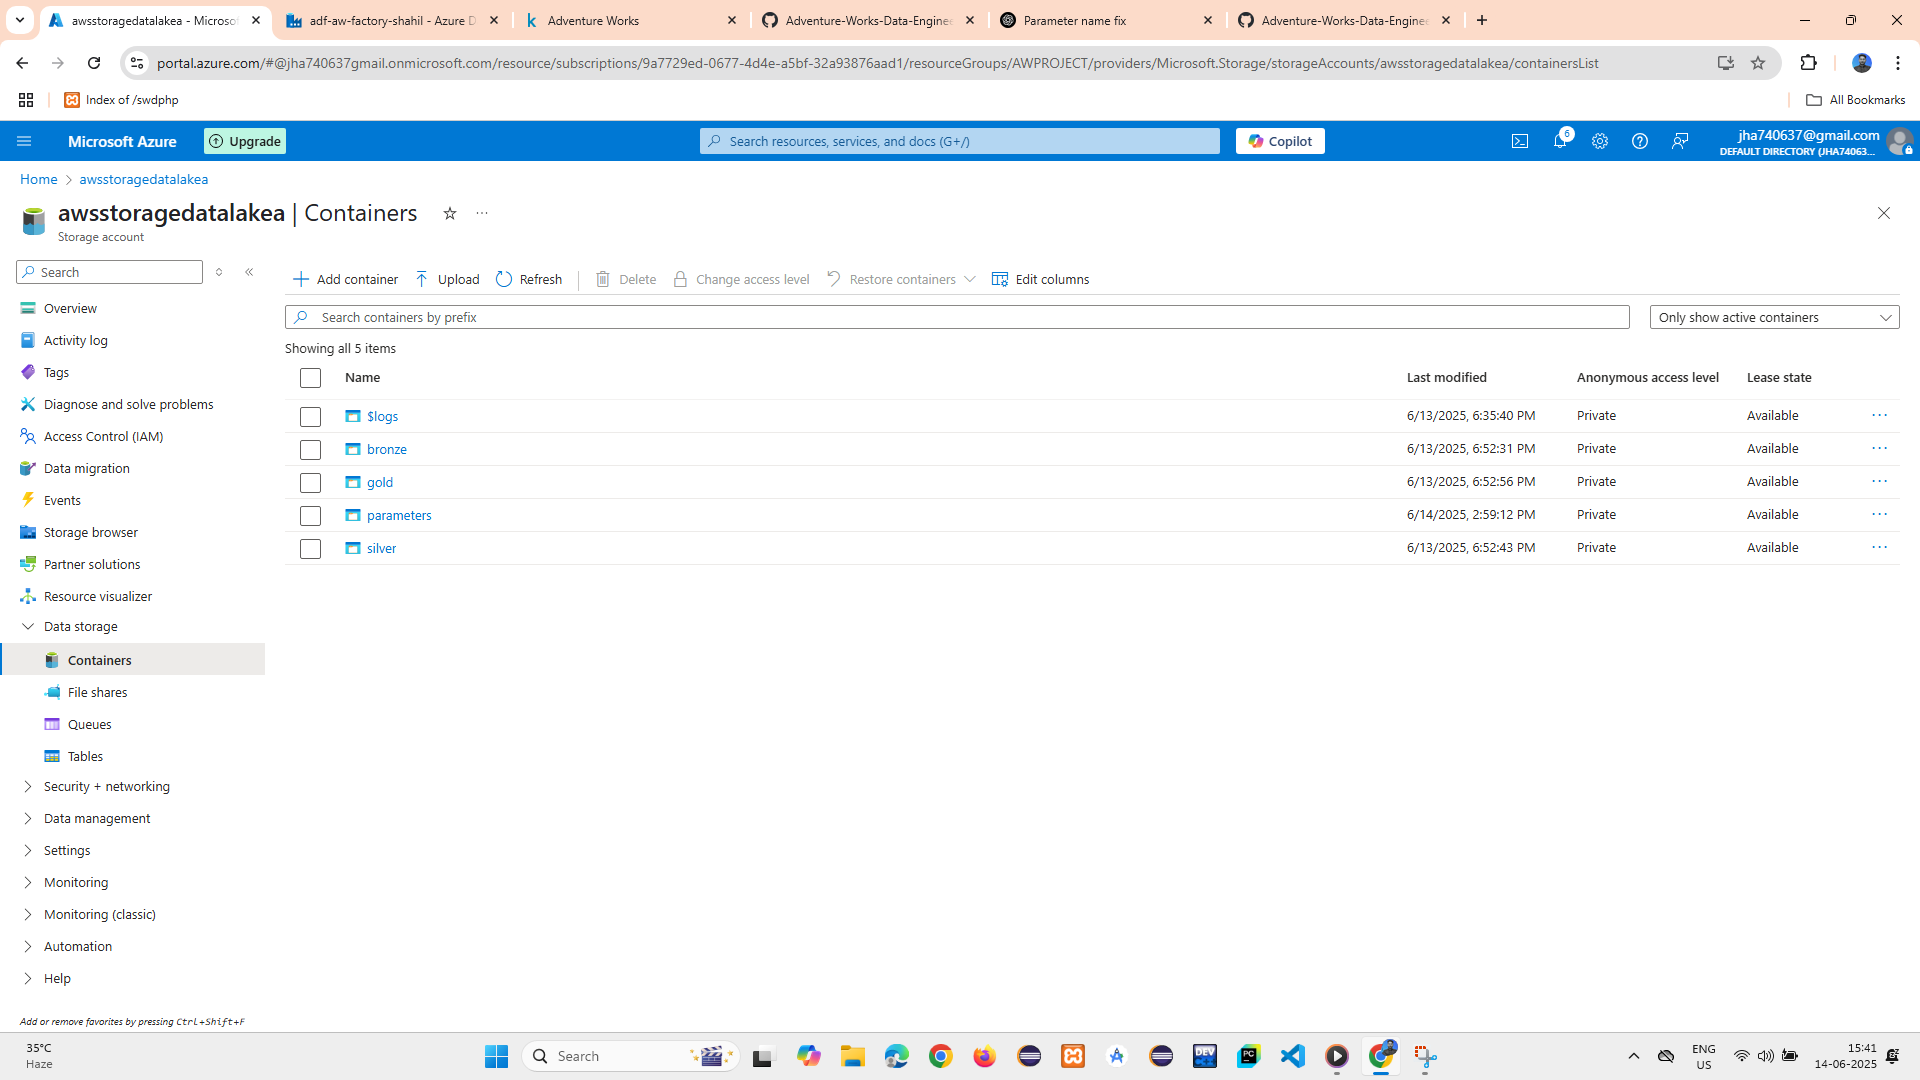 awsstoragedatalakea - Microsof
adf-aw-factory-shahil - Azure D
Adventure Works
Adventure-Works-Data-Enginee
Parameter name fix
Adventure-Works-Data-Enginee
portal.azure.com/#@jha740637gmail.onmicrosoft.com/resource/subscriptions/9a7729ed-0677-4d4e-a5bf-32a93876aad1/resourceGroups/AWPROJECT/providers/Microsoft.Storage/storageAccounts/awsstoragedatalakea/containersList
Index of /swdphp
All Bookmarks
Microsoft Azure
Upgrade
Search resources, services, and docs (G+/)
Copilot
6
jha740637@gmail.com
DEFAULT DIRECTORY (JHA74063...
Home
awsstoragedatalakea
awsstoragedatalakea | Containers
Storage account
Search
Add container
Upload
Refresh
Delete
Change access level
Restore containers
Edit columns
Search containers by prefix
Only show active containers
Showing all 5 items
Name Last modified Anonymous access level Lease state
$logs 6/13/2025, 6:35:40 PM Private Available
bronze 6/13/2025, 6:52:31 PM Private Available
gold 6/13/2025, 6:52:56 PM Private Available
parameters 6/14/2025, 2:59:12 PM Private Available
silver 6/13/2025, 6:52:43 PM Private Available
Overview
Activity log
Tags
Diagnose and solve problems
Access Control (IAM)
Data migration
Events
Storage browser
Partner solutions
Resource visualizer
Data storage
Containers
File shares
Queues
Tables
Security + networking
Data management
Settings
Monitoring
Monitoring (classic)
Automation
Help
Add or remove favorites by pressing Ctrl+Shift+F
35°C
Haze
Search
DEV
PC
ENG
US
15:41
14-06-2025